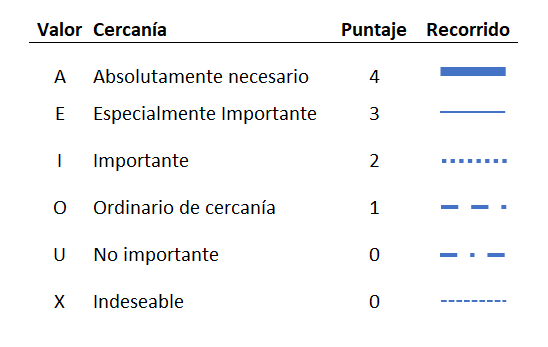 Valor Cercanía Puntaje Recorrido
A Absolutamente necesario 4
E Especialmente Importante 3
I Importante 2
O Ordinario de cercanía 1
U No importante 0
X Indeseable 0